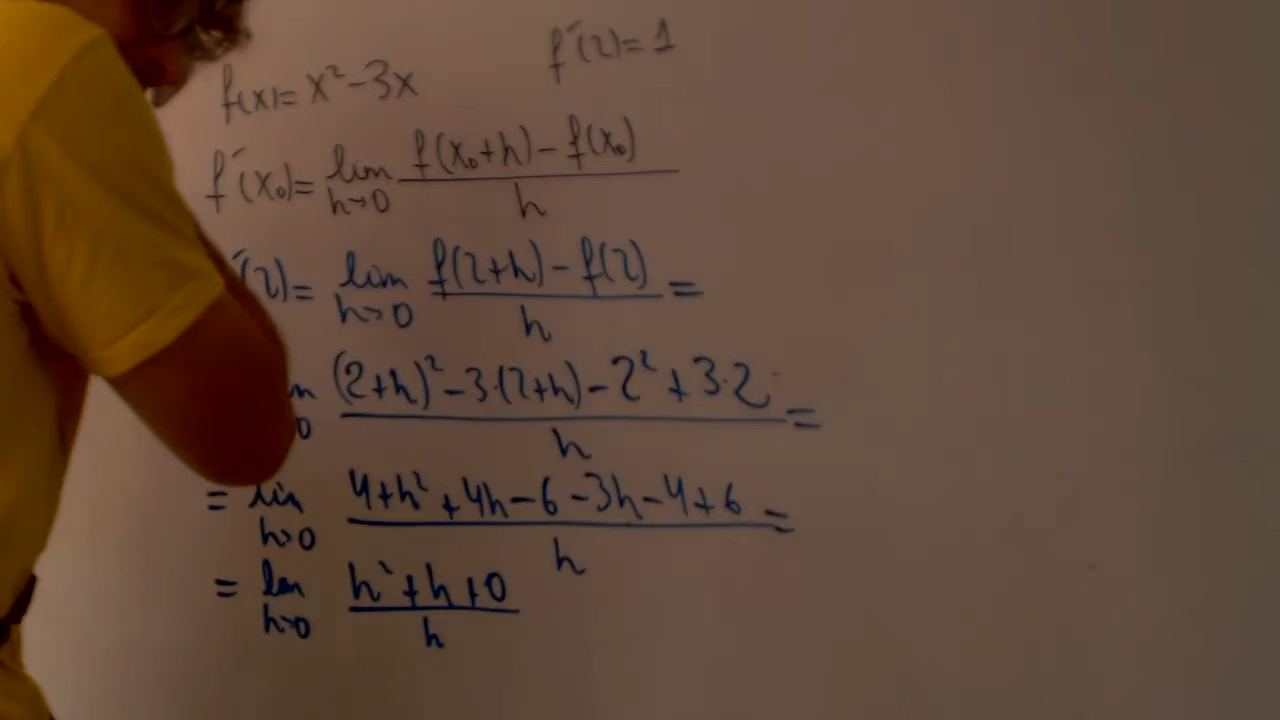 f(x)= x²-3x    f´(2)= 1
f´(x₀)= lim h→0 (f(x₀+h)-f(x₀))/h
´(2)= lim h→0 (f(2+h)-f(2))/h =
m 0 ((2+h)²-3·(2+h)-2²+3·2)/h =
= lim h→0 (4+h²+4h-6-3h-4+6)/h =
= lim h→0 (h²+h+0)/h